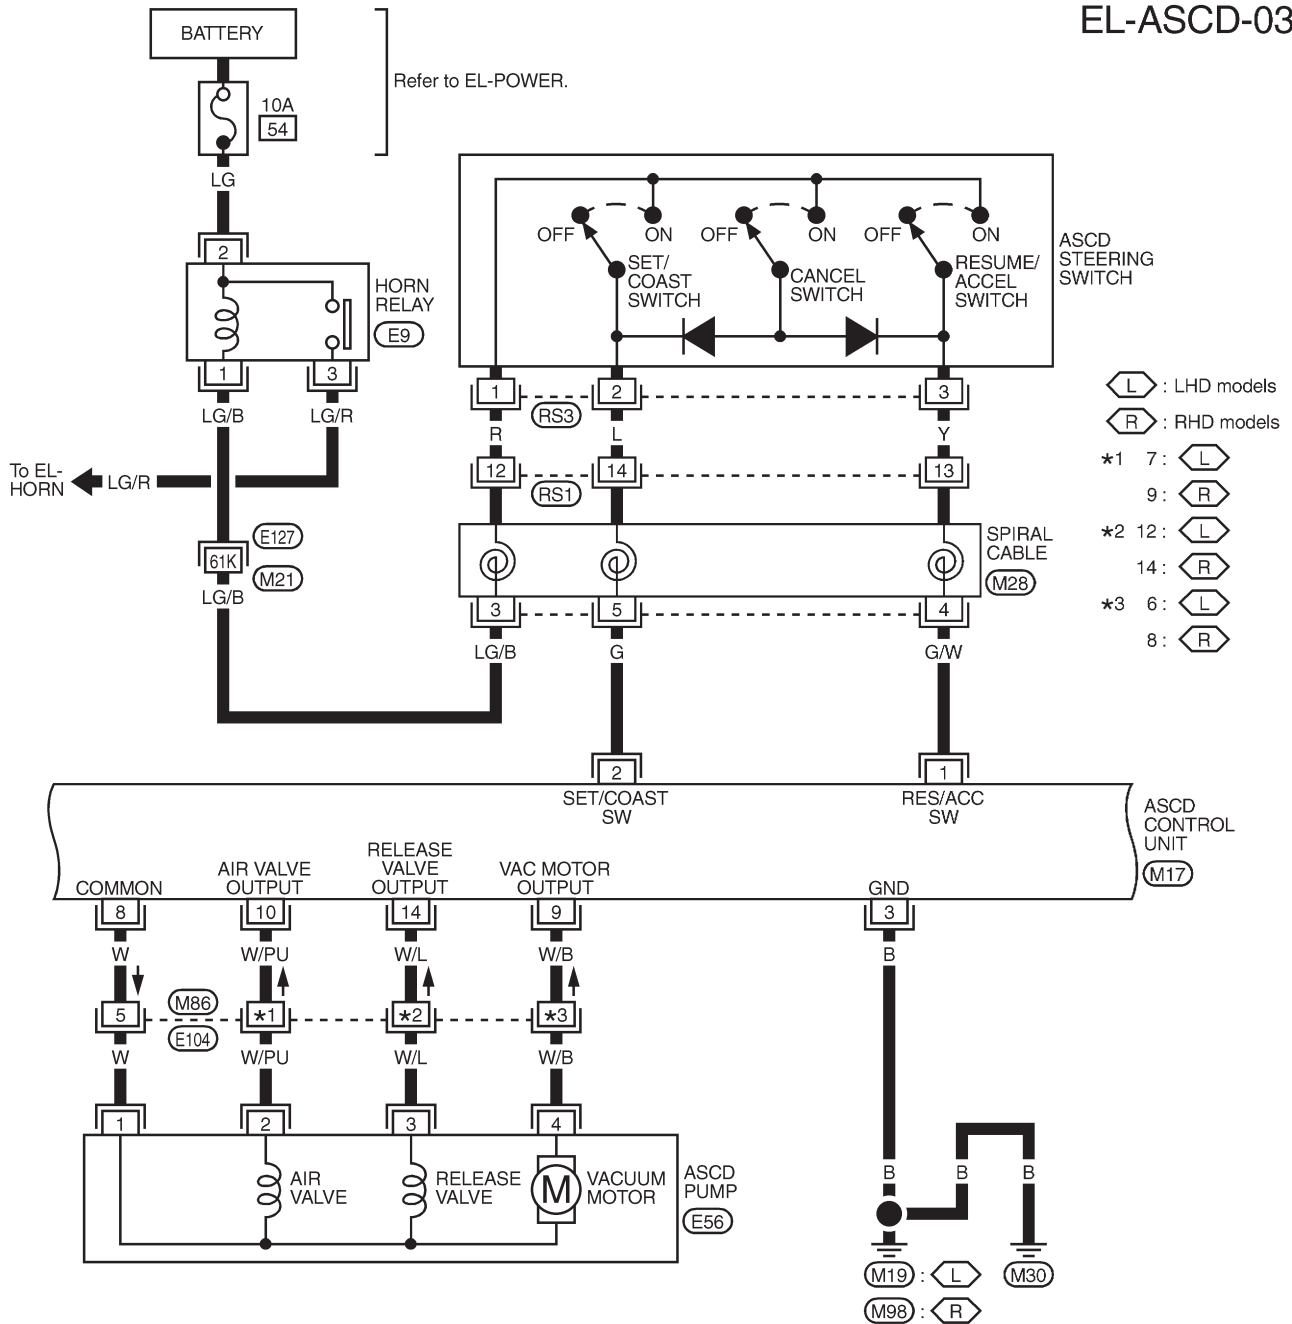 EL-ASCD-03
BATTERY
Refer to EL-POWER.
10A
54
LG
2
HORN
RELAY
E9
1
3
LG/B
LG/R
To EL-
HORN
LG/R
E127
61K
M21
LG/B
OFF
ON
OFF
ON
OFF
ON
SET/
COAST
SWITCH
CANCEL
SWITCH
RESUME/
ACCEL
SWITCH
ASCD
STEERING
SWITCH
1
2
3
RS3
R
L
Y
12
14
13
RS1
SPIRAL
CABLE
M28
3
5
4
LG/B
G
G/W
L : LHD models
R : RHD models
*1 7 : L
9 : R
*2 12 : L
14 : R
*3 6 : L
8 : R
2
1
SET/COAST
SW
RES/ACC
SW
ASCD
CONTROL
UNIT
M17
COMMON
AIR VALVE
OUTPUT
RELEASE
VALVE
OUTPUT
VAC MOTOR
OUTPUT
GND
8
10
14
9
3
W
W/PU
W/L
W/B
B
M86
5
*1
*2
*3
E104
W
W/PU
W/L
W/B
1
2
3
4
AIR
VALVE
RELEASE
VALVE
M
VACUUM
MOTOR
ASCD
PUMP
E56
B
B
B
M19 : L
M30
M98 : R